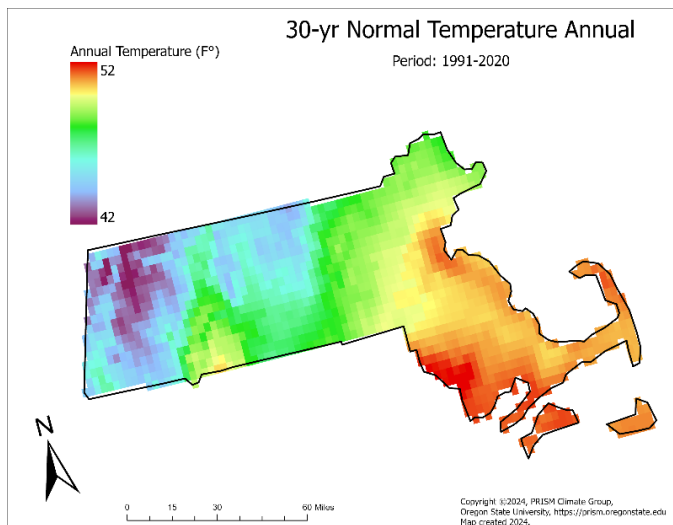 30-yr Normal Temperature Annual
Period: 1991-2020
Annual Temperature (F°)
52
42
N
0 15 30 60 Miles
Copyright ©2024, PRISM Climate Group,
Oregon State University, https://prism.oregonstate.edu
Map created 2024.